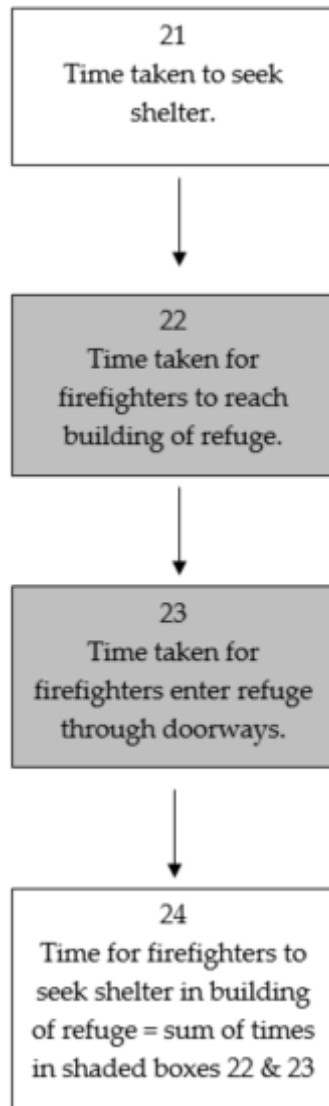 21
Time taken to seek
shelter.
22
Time taken for
firefighters to reach
building of refuge.
23
Time taken for
firefighters enter refuge
through doorways.
24
Time for firefighters to
seek shelter in building
of refuge = sum of times
in shaded boxes 22 & 23